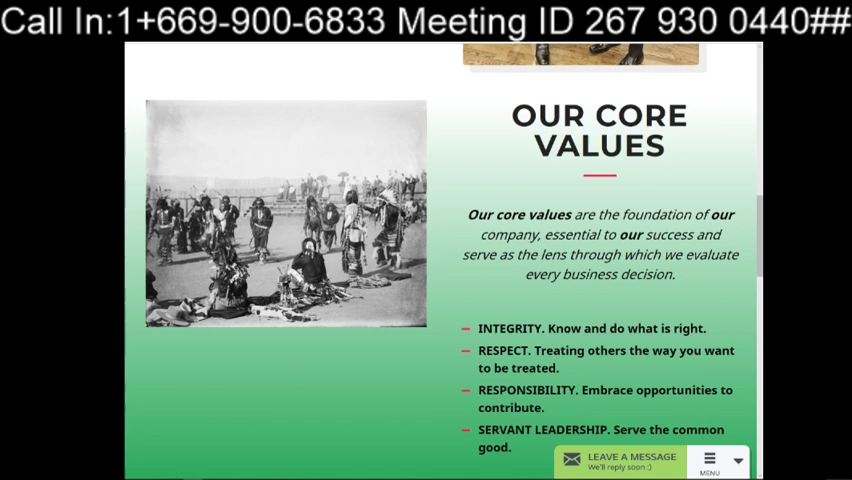 Call In:1+669-900-6833 Meeting ID 267 930 0440##
OUR CORE
VALUES
Our core values are the foundation of our
company, essential to our success and
serve as the lens through which we evaluate
every business decision.
INTEGRITY. Know and do what is right.
RESPECT. Treating others the way you want
to be treated.
RESPONSIBILITY. Embrace opportunities to
contribute.
SERVANT LEADERSHIP. Serve the common
good.
LEAVE A MESSAGE
We'll reply soon :)
MENU